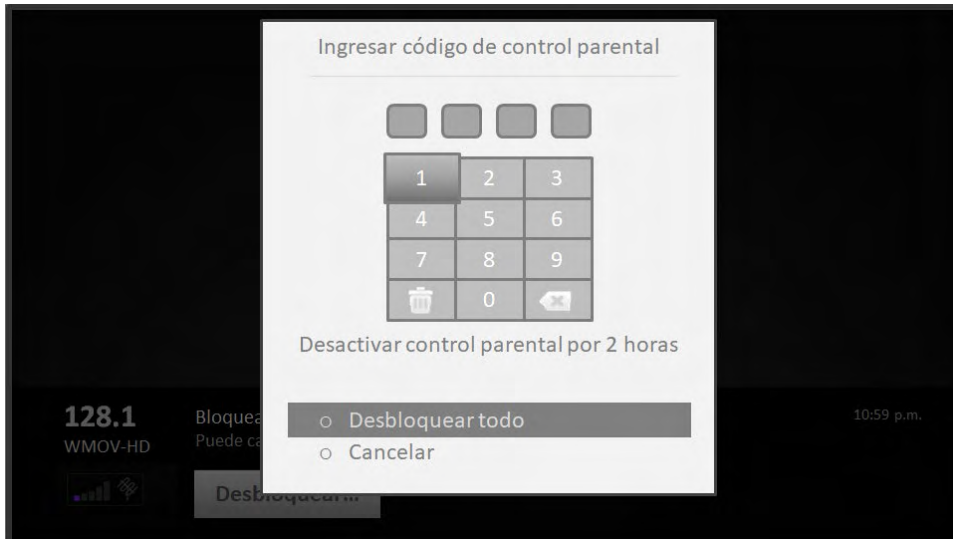 Ingresar código de control parental
1 2 3
4 5 6
7 8 9
0
Desactivar control parental por 2 horas
Desbloquear todo
Cancelar
128.1
WMOV-HD
Puede
10:59 p.m.